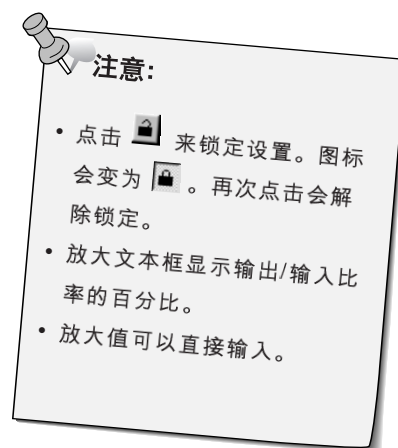 注意:
• 点击 来锁定设置。图标
会变为 。再次点击会解
除锁定。
• 放大文本框显示输出/输入比
率的百分比。
• 放大值可以直接输入。